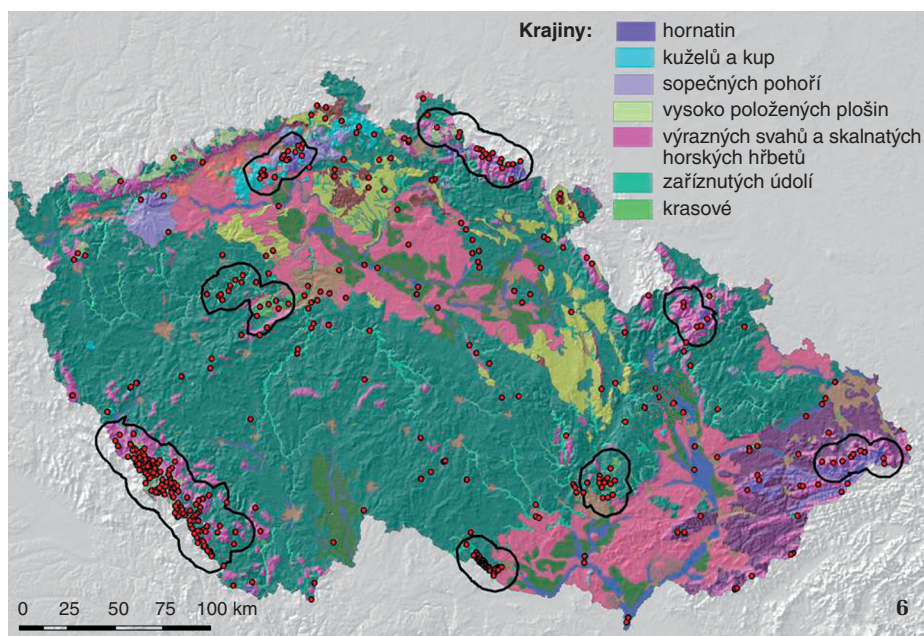 Krajiny:
hornatin
kuželů a kup
sopečných pohoří
vysoko položených plošin
výrazných svahů a skalnatých
horských hřbetů
zaříznutých údolí
krasové
0 25 50 75 100 km
6